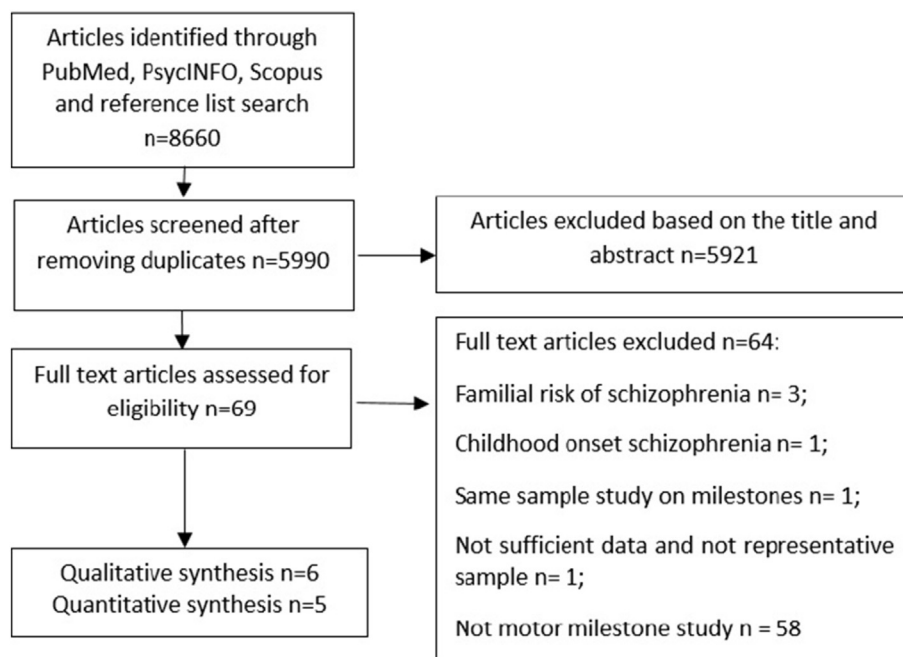 Articles identified through
PubMed, PsycINFO, Scopus
and reference list search
n=8660
Articles screened after
removing duplicates n=5990
Articles excluded based on the title and
abstract n=5921
Full text articles assessed for
eligibility n=69
Full text articles excluded n=64:
Familial risk of schizophrenia n= 3;
Childhood onset schizophrenia n= 1;
Same sample study on milestones n= 1;
Not sufficient data and not representative
sample n= 1;
Not motor milestone study n = 58
Qualitative synthesis n=6
Quantitative synthesis n=5